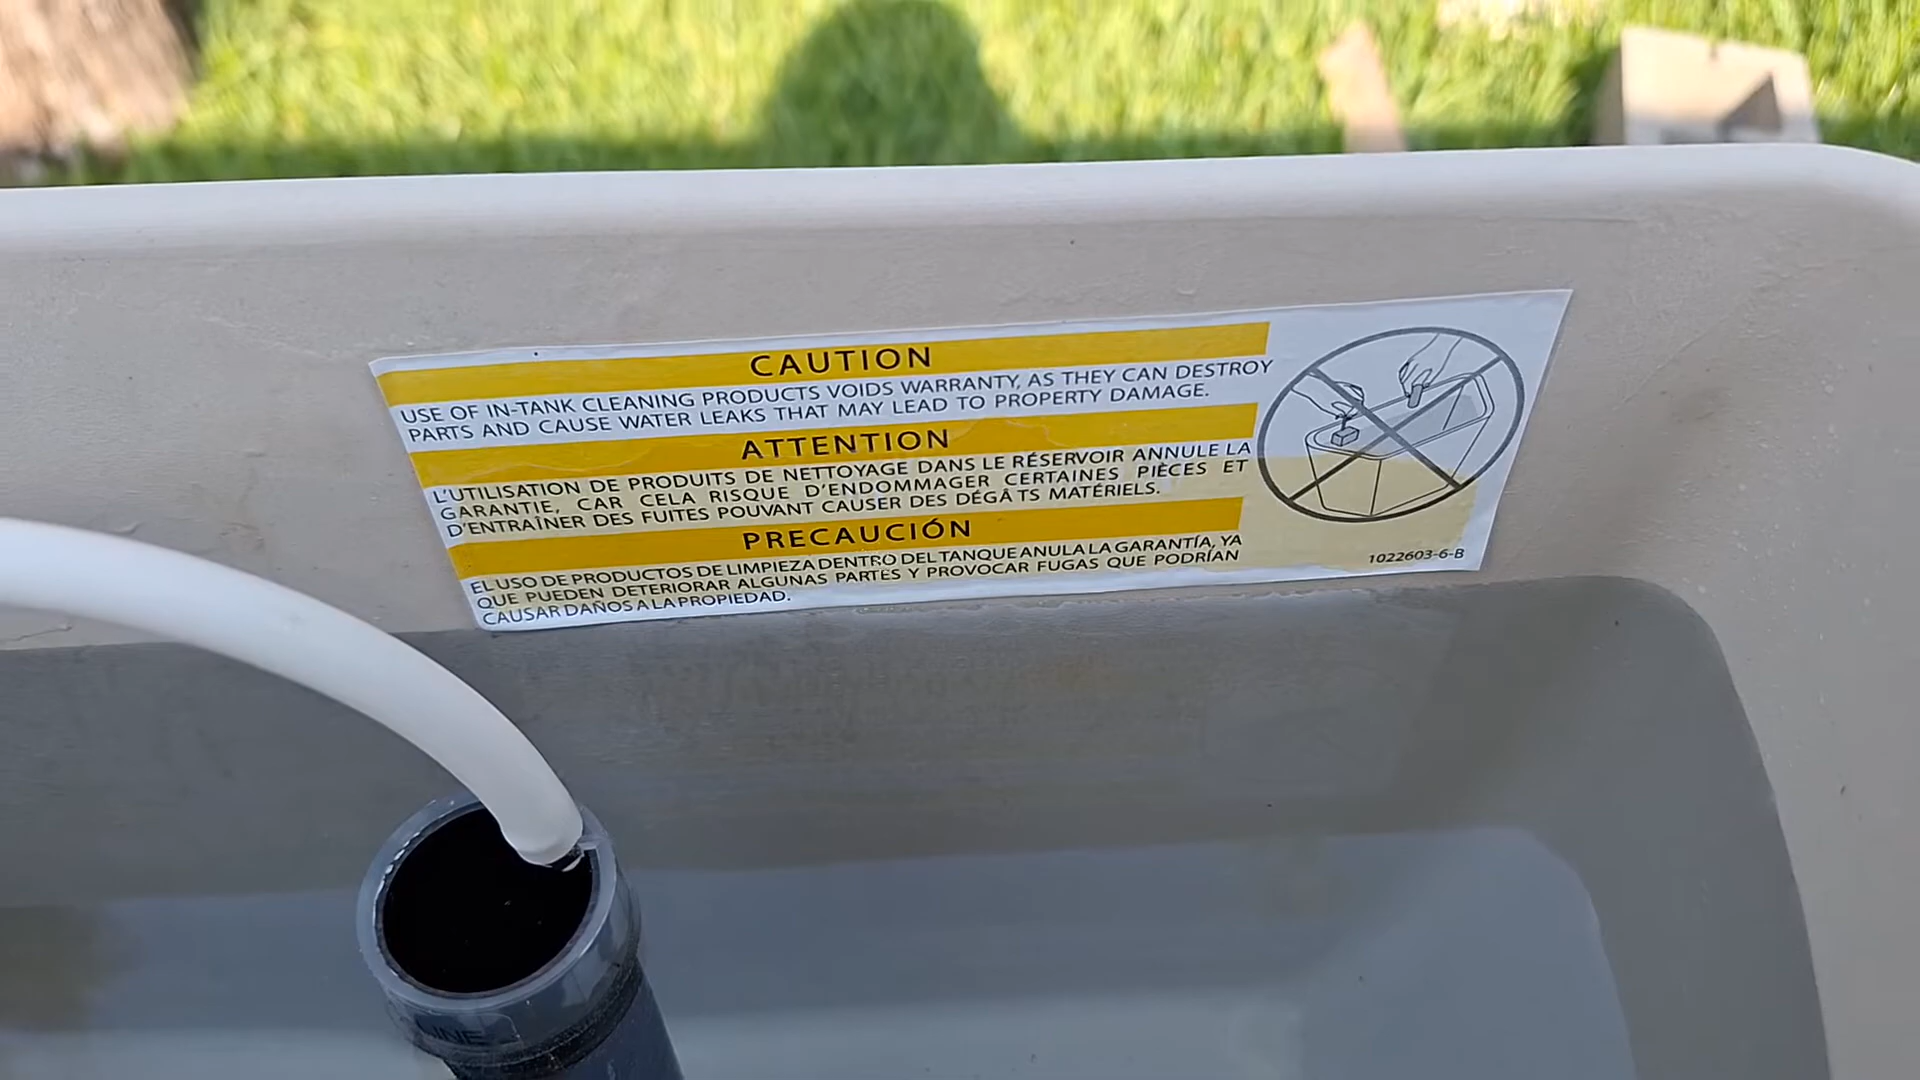 CAUTION
USE OF IN-TANK CLEANING PRODUCTS VOIDS WARRANTY, AS THEY CAN DESTROY
PARTS AND CAUSE WATER LEAKS THAT MAY LEAD TO PROPERTY DAMAGE.
ATTENTION
L'UTILISATION DE PRODUITS DE NETTOYAGE DANS LE RÉSERVOIR ANNULE LA
GARANTIE, CAR CELA RISQUE D'ENDOMMAGER CERTAINES PIÈCES ET
D'ENTRAÎNER DES FUITES POUVANT CAUSER DES DÉGÂTS MATÉRIELS.
PRECAUCIÓN
EL USO DE PRODUCTOS DE LIMPIEZA DENTRO DEL TANQUE ANULA LA GARANTÍA, YA
QUE PUEDEN DETERIORAR ALGUNAS PARTES Y PROVOCAR FUGAS QUE PODRÍAN
CAUSAR DAÑOS A LA PROPIEDAD.
1022603-6-B